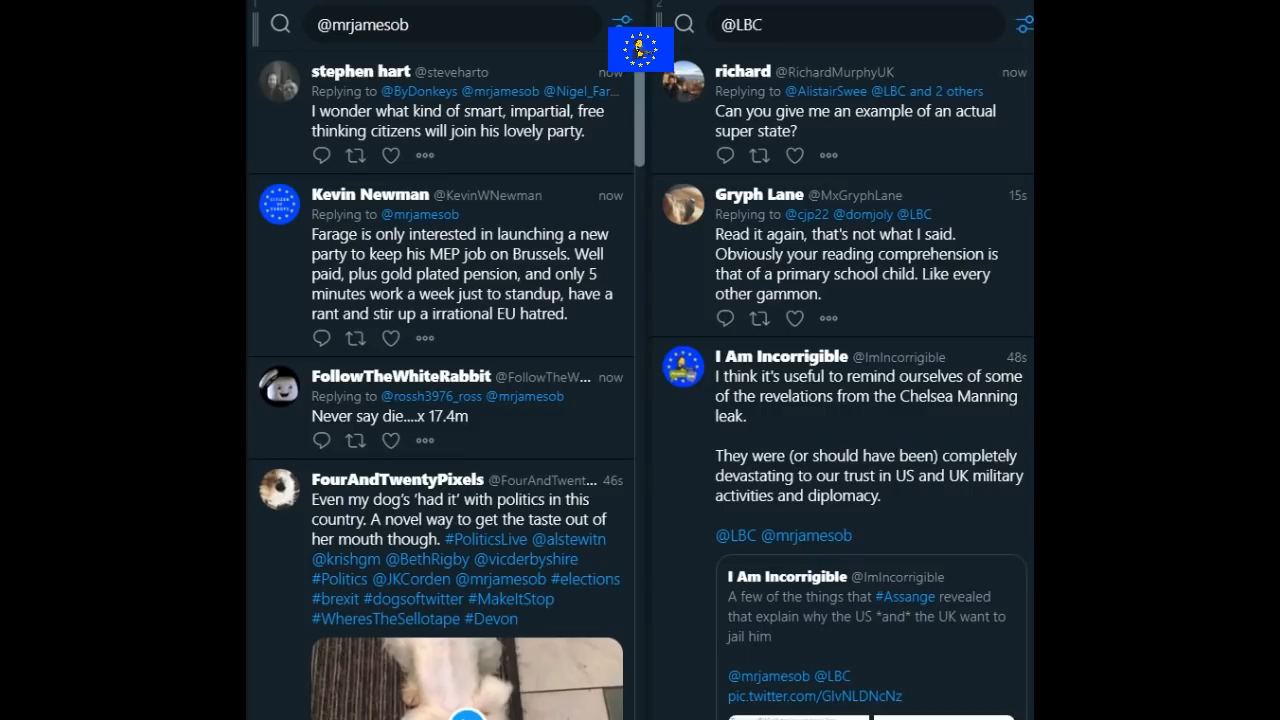 @mrjamesob
stephen hart @steveharto now
Replying to @ByDonkeys @mrjamesob @Nigel_Far...
I wonder what kind of smart, impartial, free
thinking citizens will join his lovely party.
Kevin Newman @KevinWNewman now
Replying to @mrjamesob
Farage is only interested in launching a new
party to keep his MEP job on Brussels. Well
paid, plus gold plated pension, and only 5
minutes work a week just to standup, have a
rant and stir up a irrational EU hatred.
FollowTheWhiteRabbit @FollowTheW... now
Replying to @rossh3976_ross @mrjamesob
Never say die....x 17.4m
FourAndTwentyPixels @FourAndTwent... 46s
Even my dog's 'had it' with politics in this
country. A novel way to get the taste out of
her mouth though. #PoliticsLive @alstewitn
@krishgm @BethRigby @vicderbyshire
#Politics @JKCorden @mrjamesob #elections
#brexit #dogsoftwitter #MakeItStop
#WheresTheSellotape #Devon
@LBC
richard @RichardMurphyUK now
Replying to @AlistairSwee @LBC and 2 others
Can you give me an example of an actual
super state?
Gryph Lane @MxGryphLane 15s
Replying to @cjp22 @domjoly @LBC
Read it again, that's not what I said.
Obviously your reading comprehension is
that of a primary school child. Like every
other gammon.
I Am Incorrigible @ImIncorrigible 48s
I think it's useful to remind ourselves of some
of the revelations from the Chelsea Manning
leak.
They were (or should have been) completely
devastating to our trust in US and UK military
activities and diplomacy.
@LBC @mrjamesob
I Am Incorrigible @ImIncorrigible
A few of the things that #Assange revealed
that explain why the US *and* the UK want to
jail him
@mrjamesob @LBC
pic.twitter.com/GlvNLDNcNz